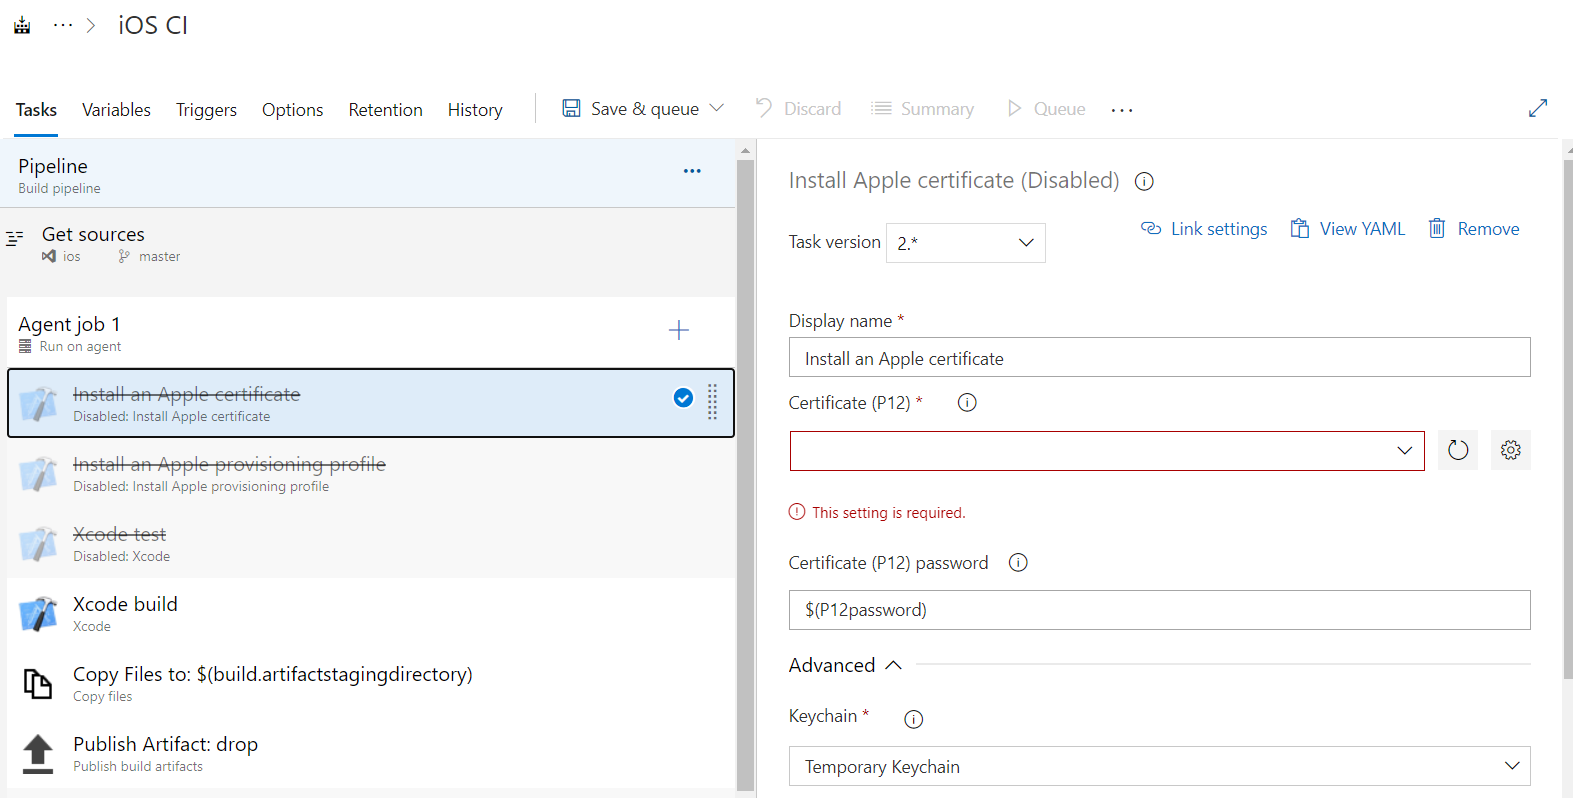 iOS CI
Tasks Variables Triggers Options Retention History Save & queue Discard Summary Queue
Pipeline
Build pipeline
Get sources
ios master
Agent job 1
Run on agent
Install an Apple certificate
Disabled: Install Apple certificate
Install an Apple provisioning profile
Disabled: Install Apple provisioning profile
Xcode test
Disabled: Xcode
Xcode build
Xcode
Copy Files to: $(build.artifactstagingdirectory)
Copy files
Publish Artifact: drop
Publish build artifacts
Install Apple certificate (Disabled)
Task version 2.*
Link settings View YAML Remove
Display name *
Install an Apple certificate
Certificate (P12) *
This setting is required.
Certificate (P12) password
$(P12password)
Advanced
Keychain *
Temporary Keychain